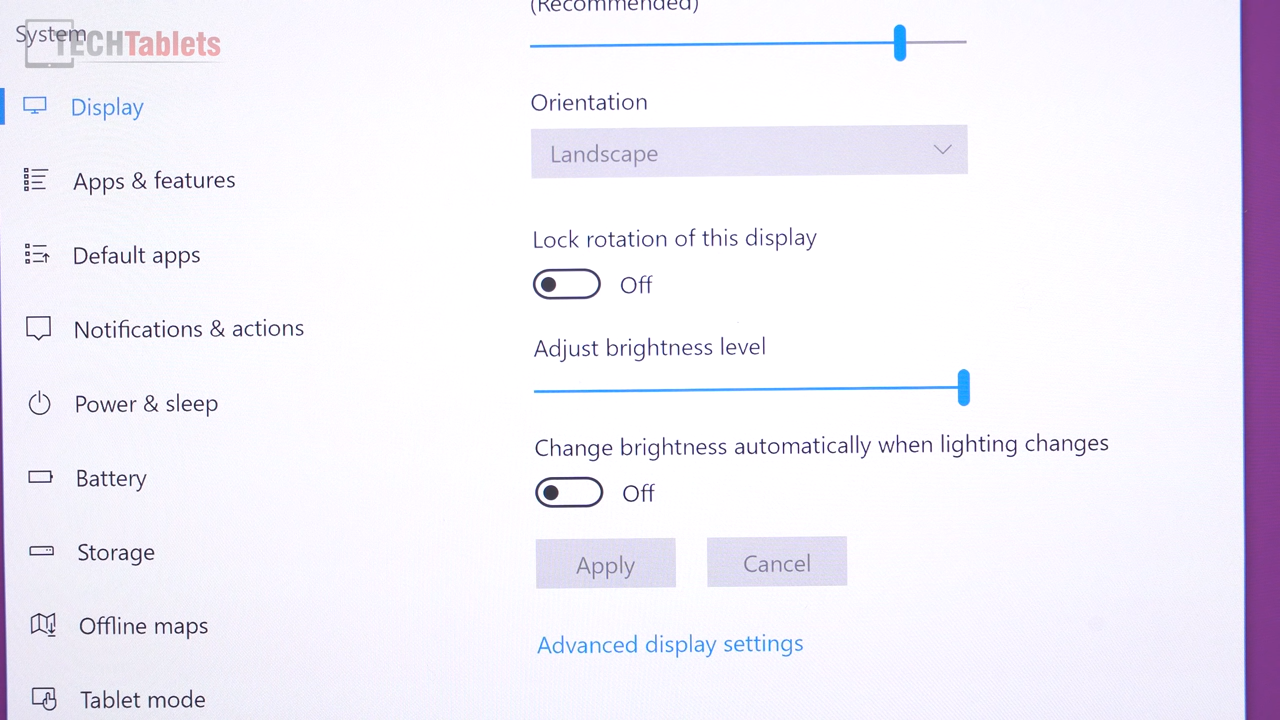 System
TECHTablets
Display
Apps & features
Default apps
Notifications & actions
Power & sleep
Battery
Storage
Offline maps
Tablet mode
(Recommended)
Orientation
Landscape
Lock rotation of this display
Off
Adjust brightness level
Change brightness automatically when lighting changes
Off
Apply
Cancel
Advanced display settings